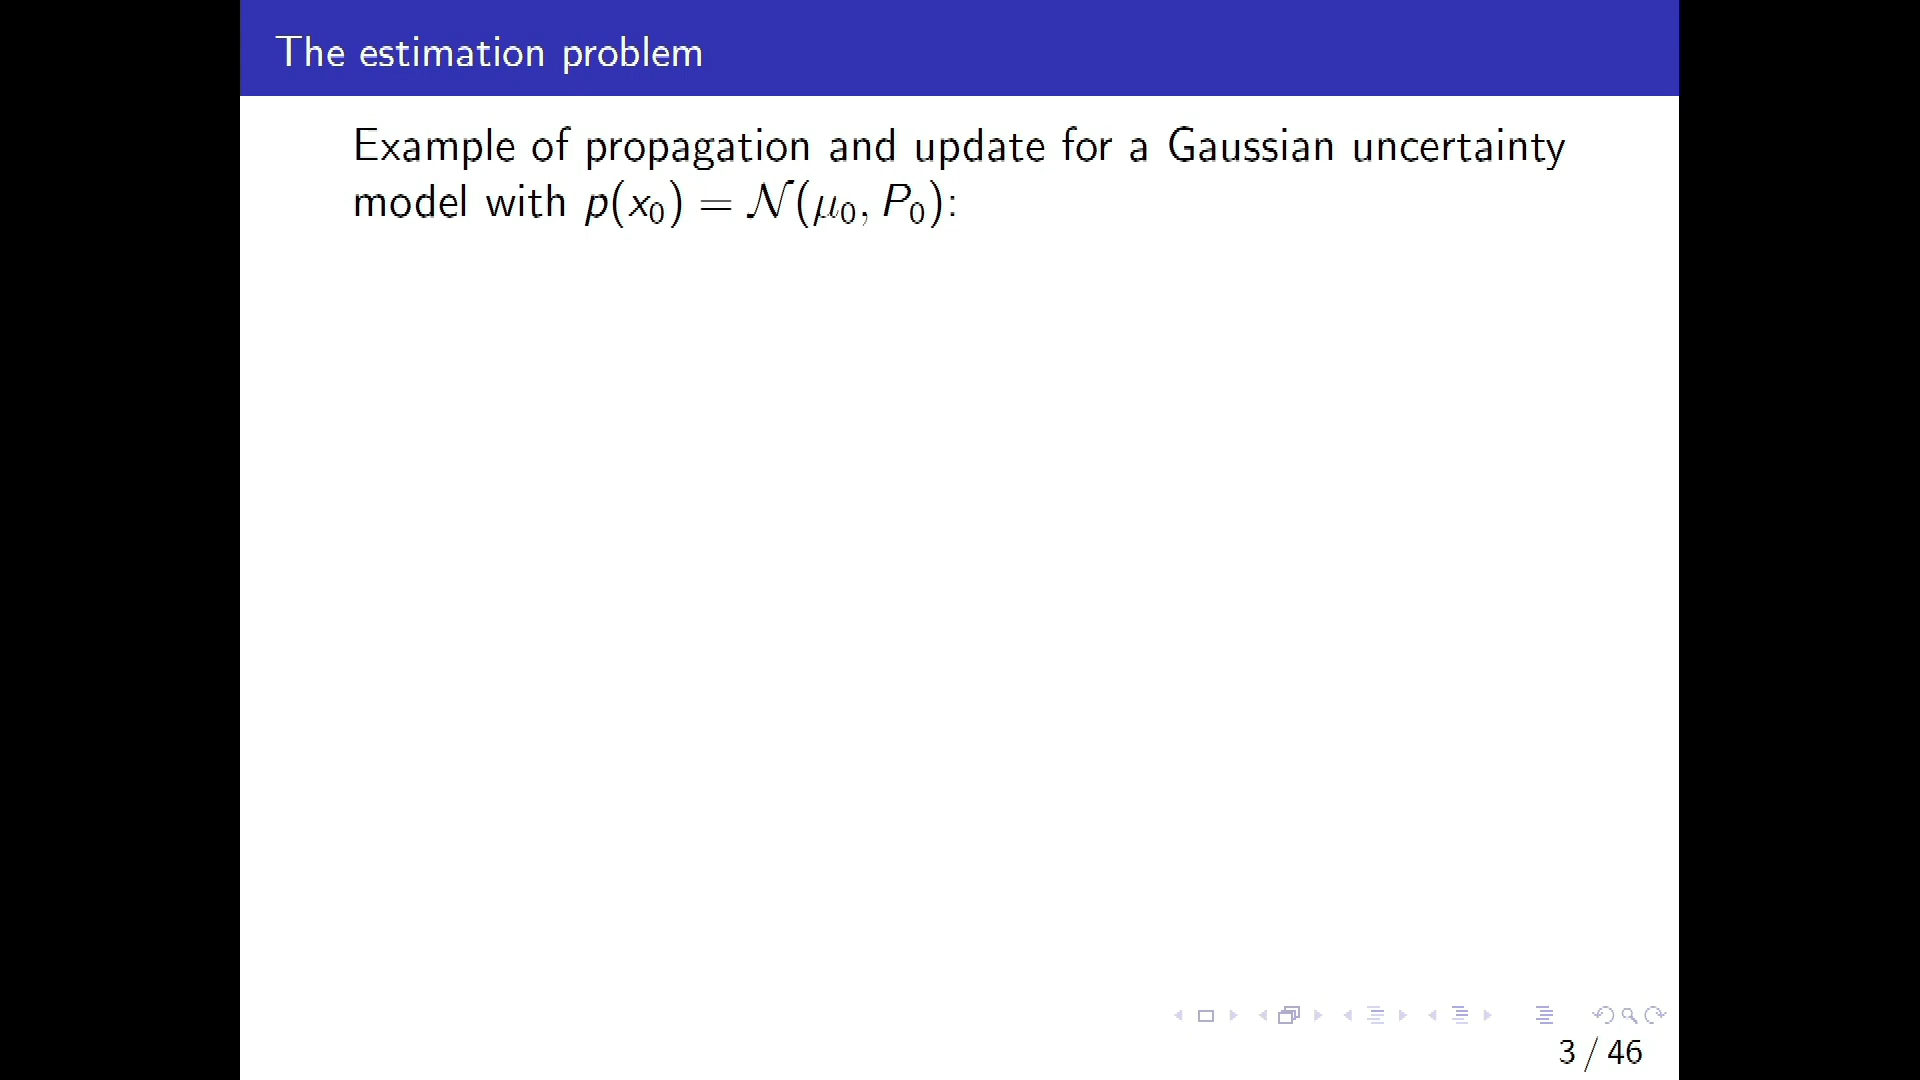 The estimation problem
Example of propagation and update for a Gaussian uncertainty
model with p(x₀) = 𝒩(μ₀, P₀):
3 / 46